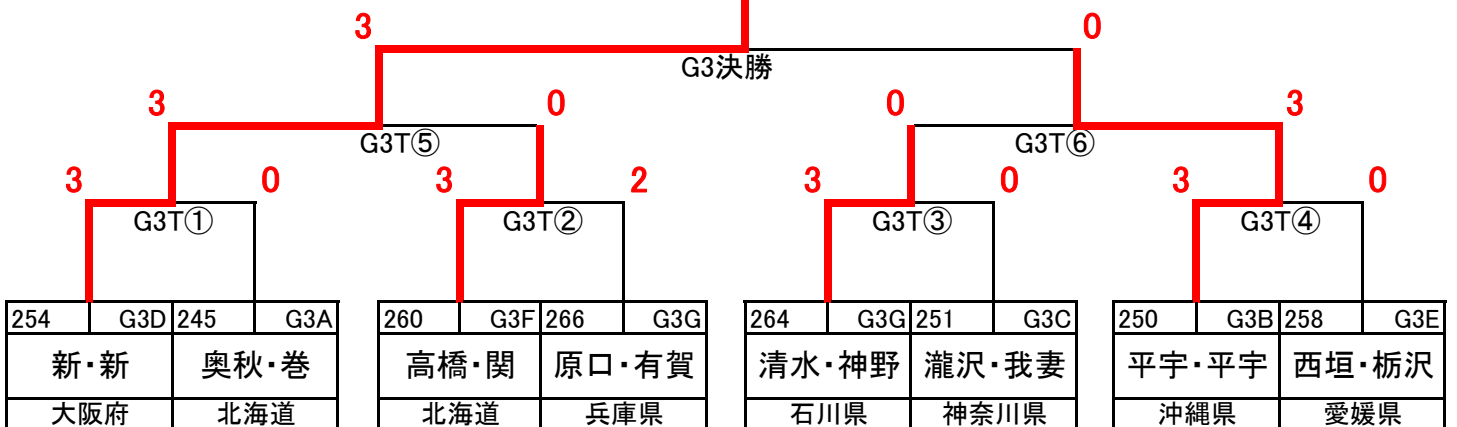 3 0
G3決勝
3 0 0 3
G3T⑤ G3T⑥
3 0 3 2 3 0 3 0
G3T① G3T② G3T③ G3T④
254 G3D 245 G3A 260 G3F 266 G3G 264 G3G 251 G3C 250 G3B 258 G3E
新・新 奥秋・巻 高橋・関 原口・有賀 清水・神野 瀧沢・我妻 平宇・平宇 西垣・栃沢
大阪府 北海道 北海道 兵庫県 石川県 神奈川県 沖縄県 愛媛県